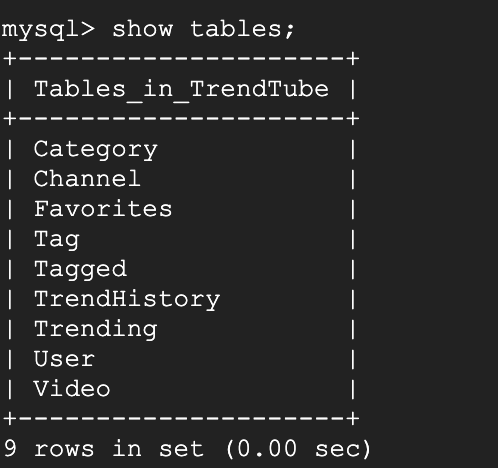 mysql> show tables;
+---------------------+
| Tables_in_TrendTube |
+---------------------+
| Category            |
| Channel             |
| Favorites           |
| Tag                 |
| Tagged              |
| TrendHistory        |
| Trending            |
| User                |
| Video               |
+---------------------+
9 rows in set (0.00 sec)